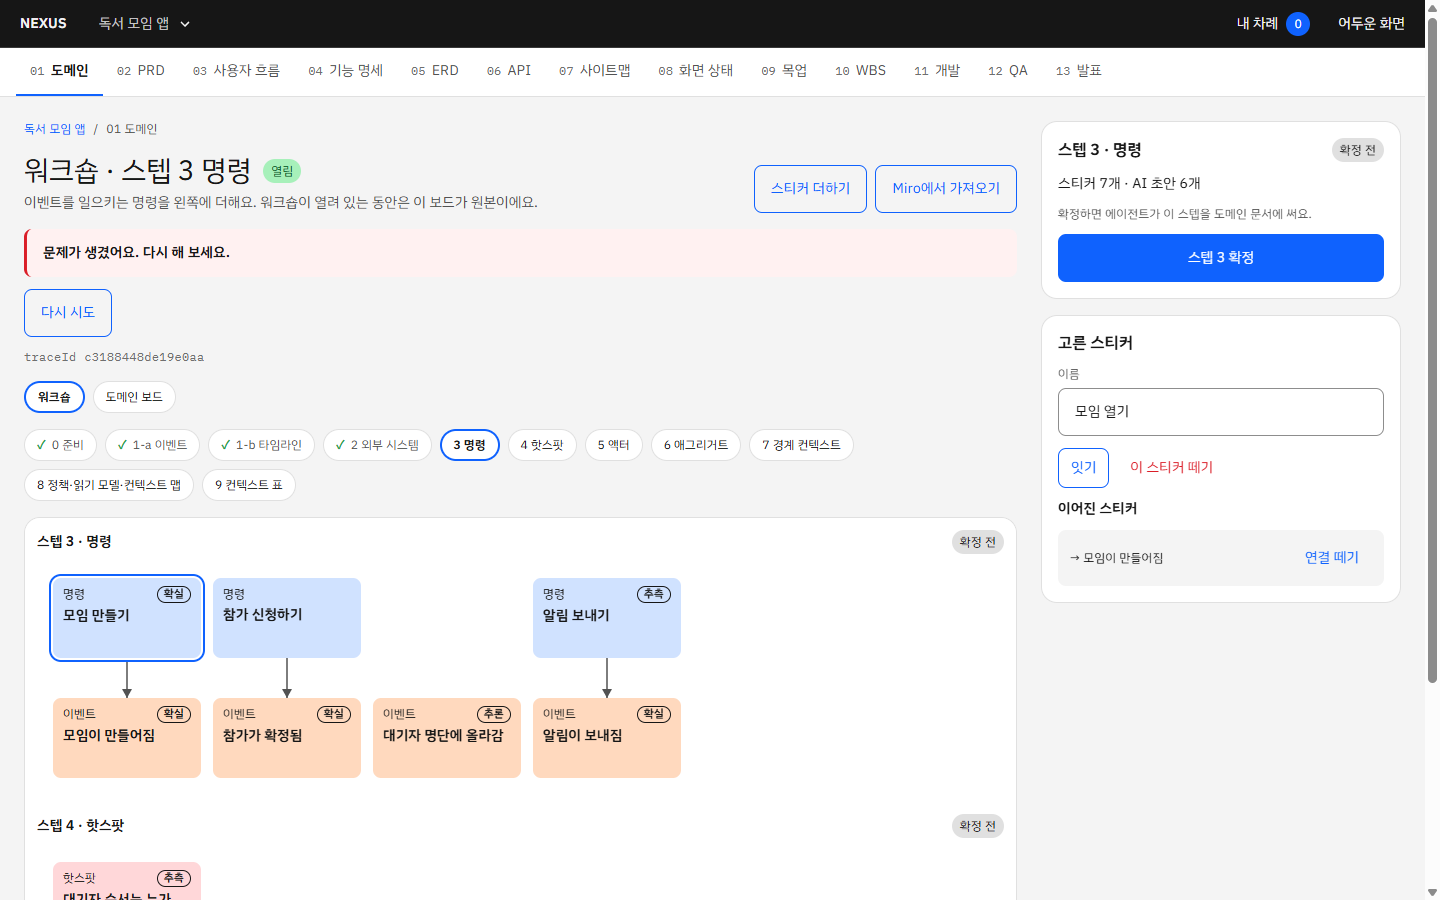 NEXUS 독서 모임 앱 내 차례 0 어두운 화면
01 도메인 02 PRD 03 사용자 흐름 04 기능 명세 05 ERD 06 API 07 사이트맵 08 화면 상태 09 목업 10 WBS 11 개발 12 QA 13 발표
독서 모임 앱 / 01 도메인
워크숍 · 스텝 3 명령 열림
이벤트를 일으키는 명령을 왼쪽에 더해요. 워크숍이 열려 있는 동안은 이 보드가 원본이에요.
스티커 더하기 Miro에서 가져오기
문제가 생겼어요. 다시 해 보세요.
다시 시도
traceId c3188448de19e0aa
워크숍 도메인 보드
✓ 0 준비 ✓ 1-a 이벤트 ✓ 1-b 타임라인 ✓ 2 외부 시스템 3 명령 4 핫스팟 5 액터 6 애그리거트 7 경계 컨텍스트
8 정책·읽기 모델·컨텍스트 맵 9 컨텍스트 표
스텝 3 · 명령 확정 전
명령 확실
모임 만들기
명령
참가 신청하기
명령 추측
알림 보내기
이벤트 확실
모임이 만들어짐
이벤트 확실
참가가 확정됨
이벤트 추론
대기자 명단에 올라감
이벤트 확실
알림이 보내짐
스텝 4 · 핫스팟 확정 전
핫스팟 추측
대기자 순서는 누가
스텝 3 · 명령 확정 전
스티커 7개 · AI 초안 6개
확정하면 에이전트가 이 스텝을 도메인 문서에 써요.
스텝 3 확정
고른 스티커
이름
모임 열기
잇기 이 스티커 떼기
이어진 스티커
→ 모임이 만들어짐 연결 떼기